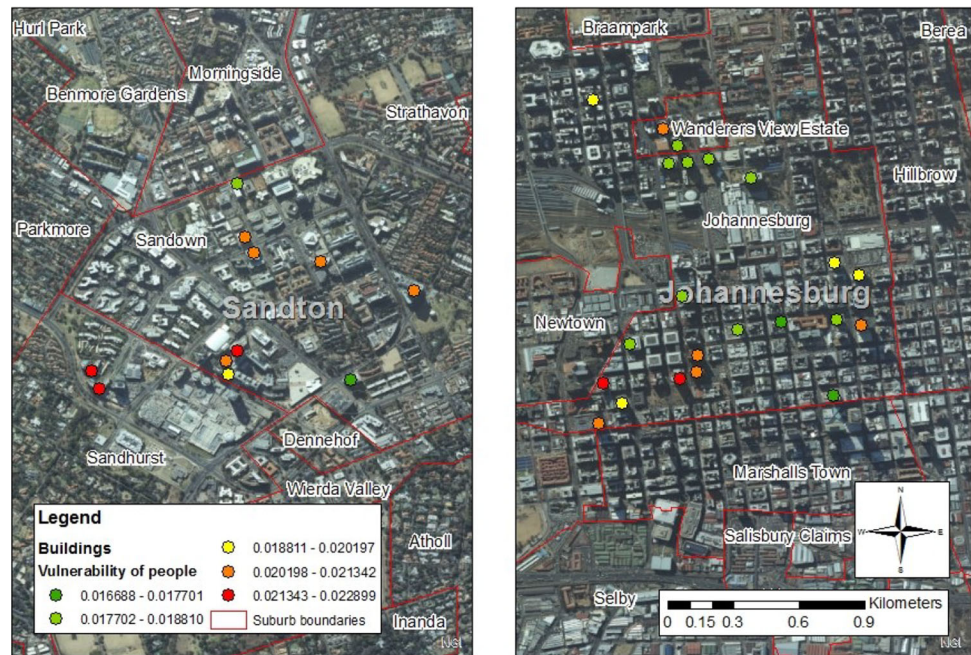 Hurl Park
Morningside
Benmore Gardens
Strathavon
Parkmore
Sandown
Sandton
Sandhurst
Dennehof
Wierda Valley
Atholl
Inanda
Legend
Buildings
Vulnerability of people
0.016688 - 0.017701
0.017702 - 0.018810
0.018811 - 0.020197
0.020198 - 0.021342
0.021343 - 0.022899
Suburb boundaries
Braampark
Berea
Wanderers View Estate
Hillbrow
Johannesburg
Johannesburg
Newtown
Marshalls Town
Salisbury Claims
Selby
N
W
E
S
Kilometers
0 0.15 0.3 0.6 0.9